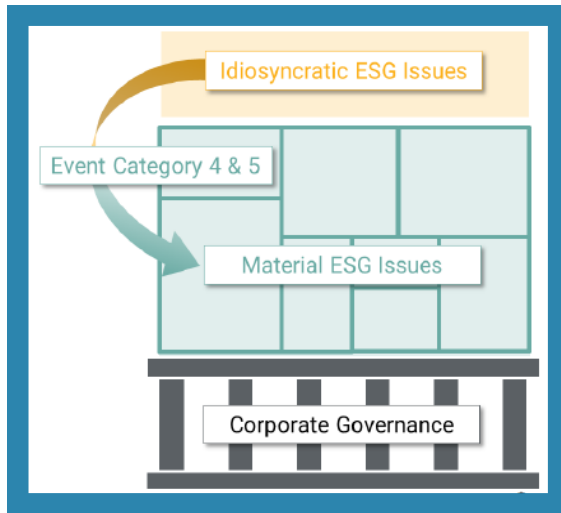 Idiosyncratic ESG Issues
Event Category 4 & 5
Material ESG Issues
Corporate Governance